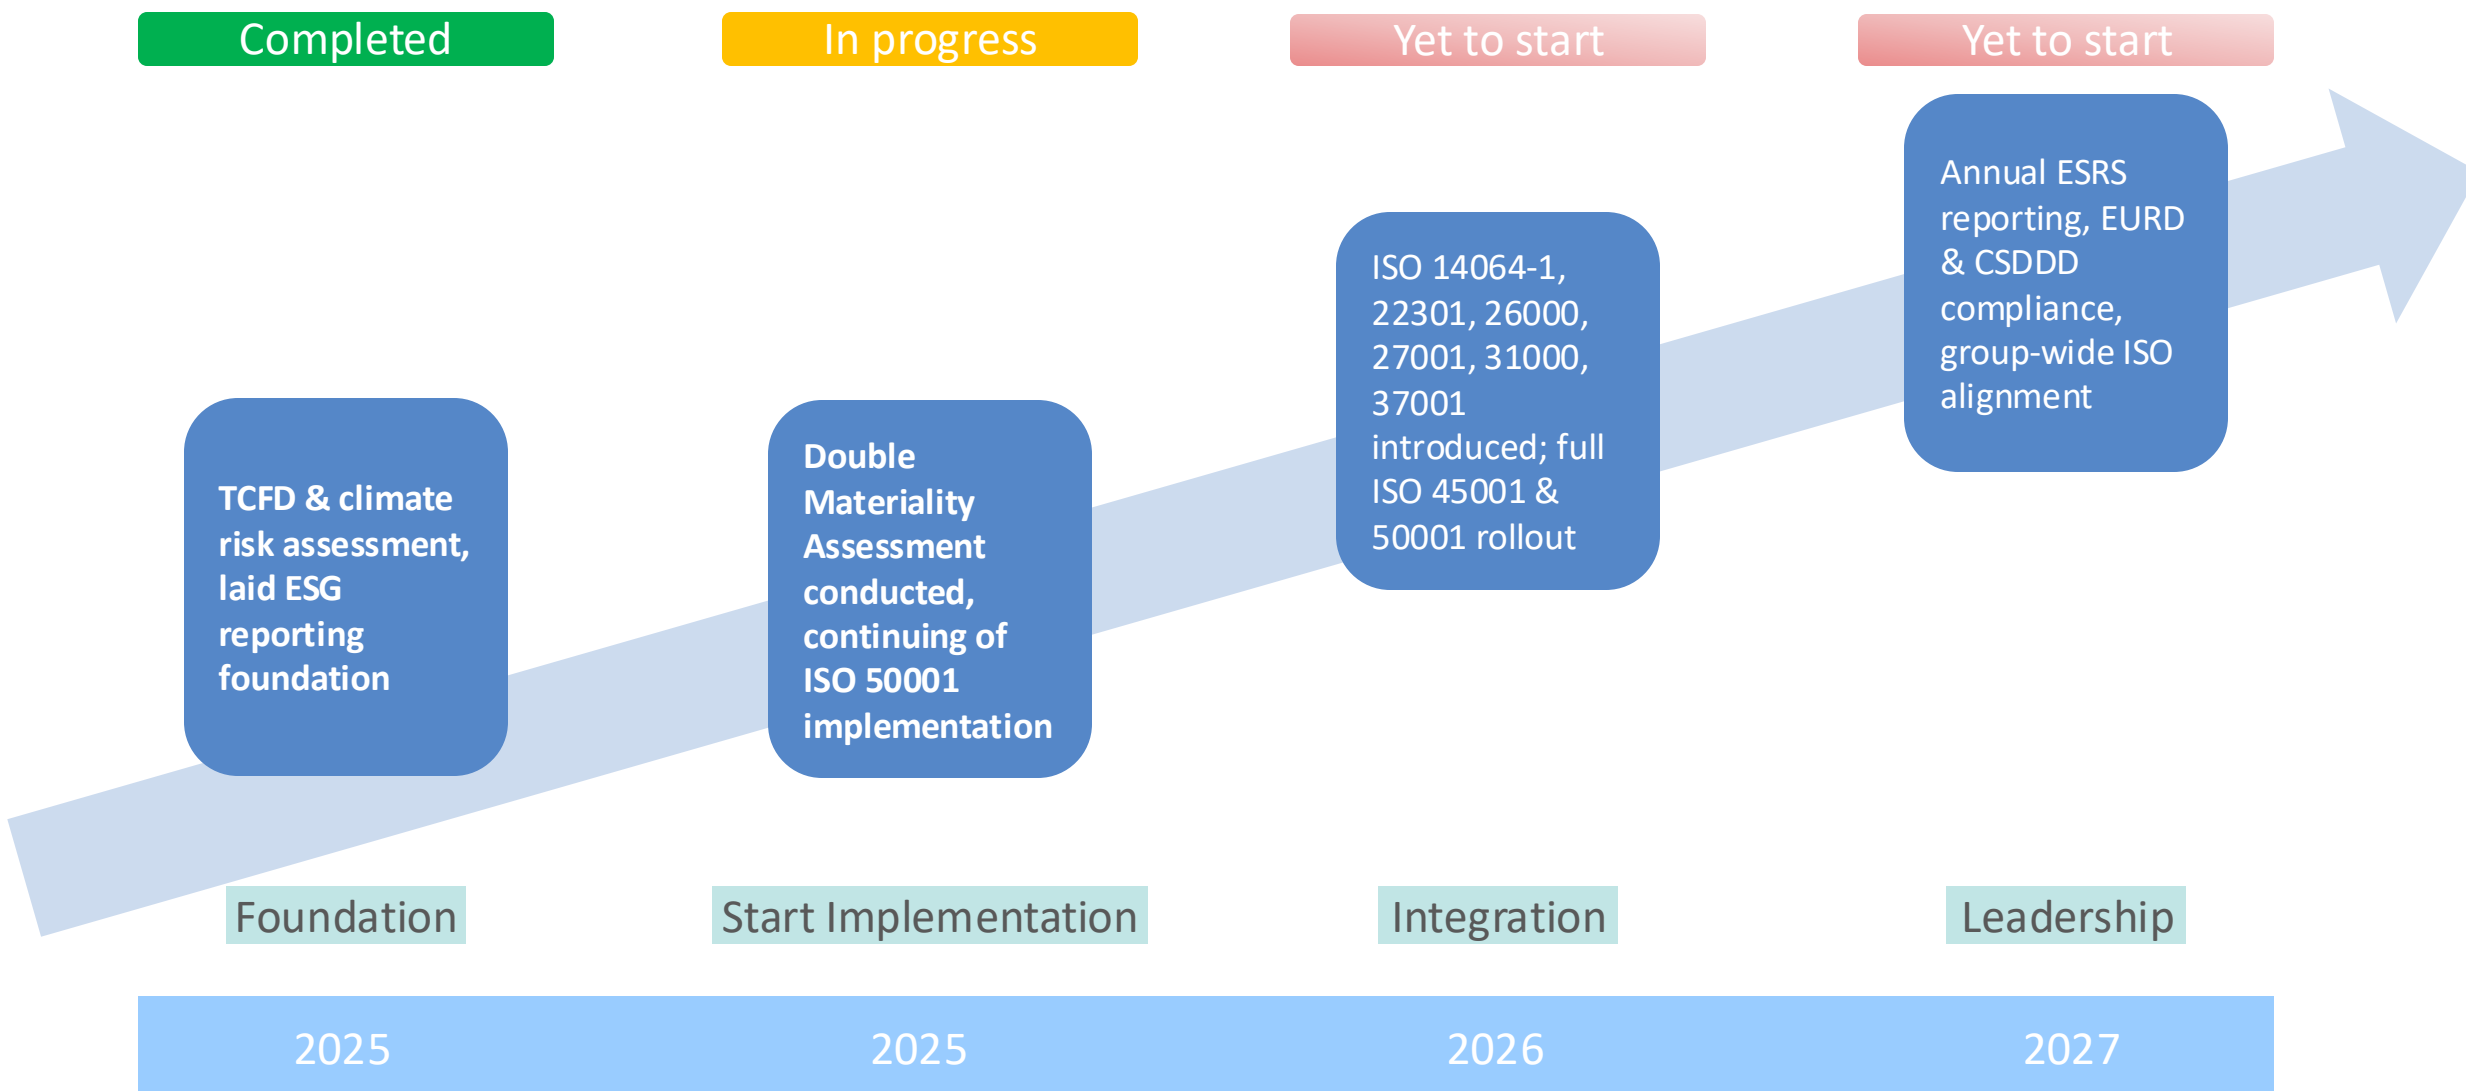 Completed
In progress
Yet to start
Yet to start
TCFD & climate
risk assessment,
laid ESG
reporting
foundation
Double
Materiality
Assessment
conducted,
continuing of
ISO 50001
implementation
ISO 14064-1,
22301, 26000,
27001, 31000,
37001
introduced; full
ISO 45001 &
50001 rollout
Annual ESRS
reporting, EURD
& CSDDD
compliance,
group-wide ISO
alignment
Foundation
Start Implementation
Integration
Leadership
2025
2025
2026
2027